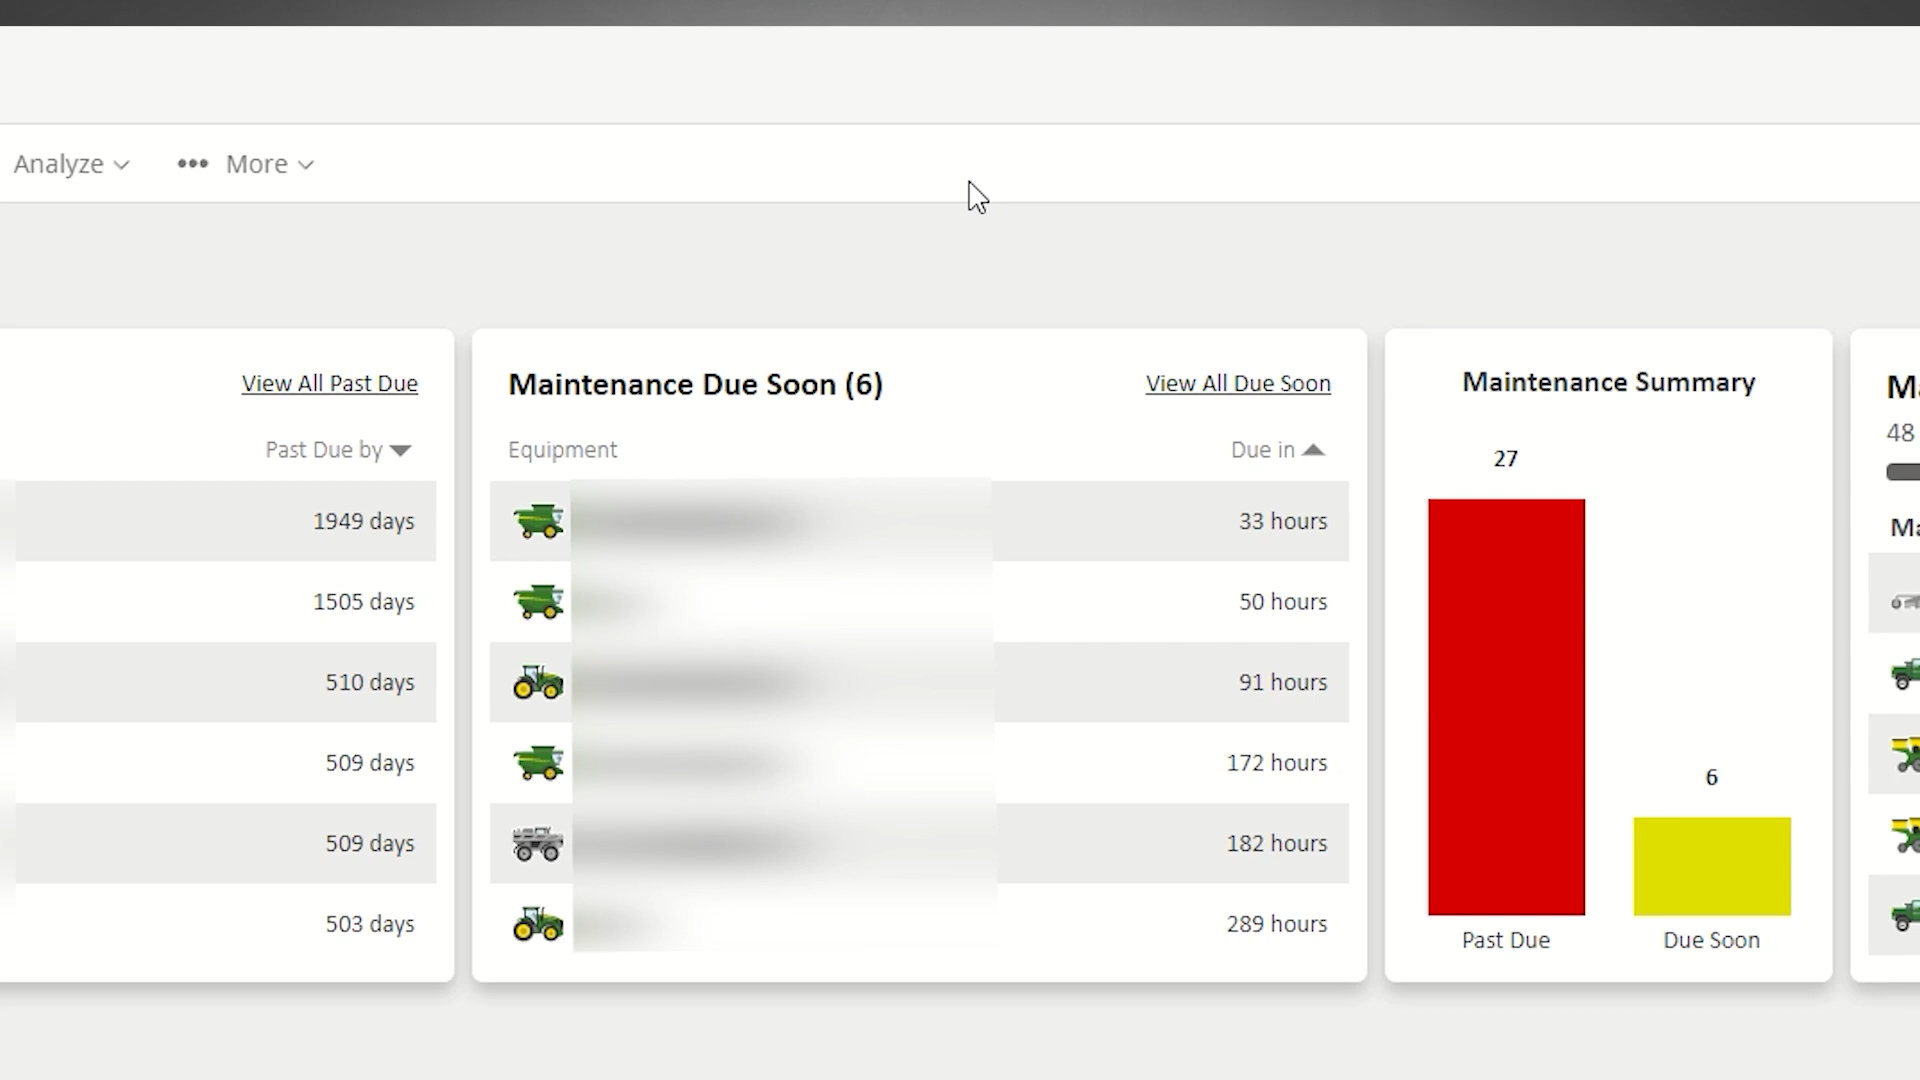 Analyze
••• More
View All Past Due
Past Due by
1949 days
1505 days
510 days
509 days
509 days
503 days
Maintenance Due Soon (6)
View All Due Soon
Equipment
Due in
33 hours
50 hours
91 hours
172 hours
182 hours
289 hours
Maintenance Summary
27
6
Past Due
Due Soon
48